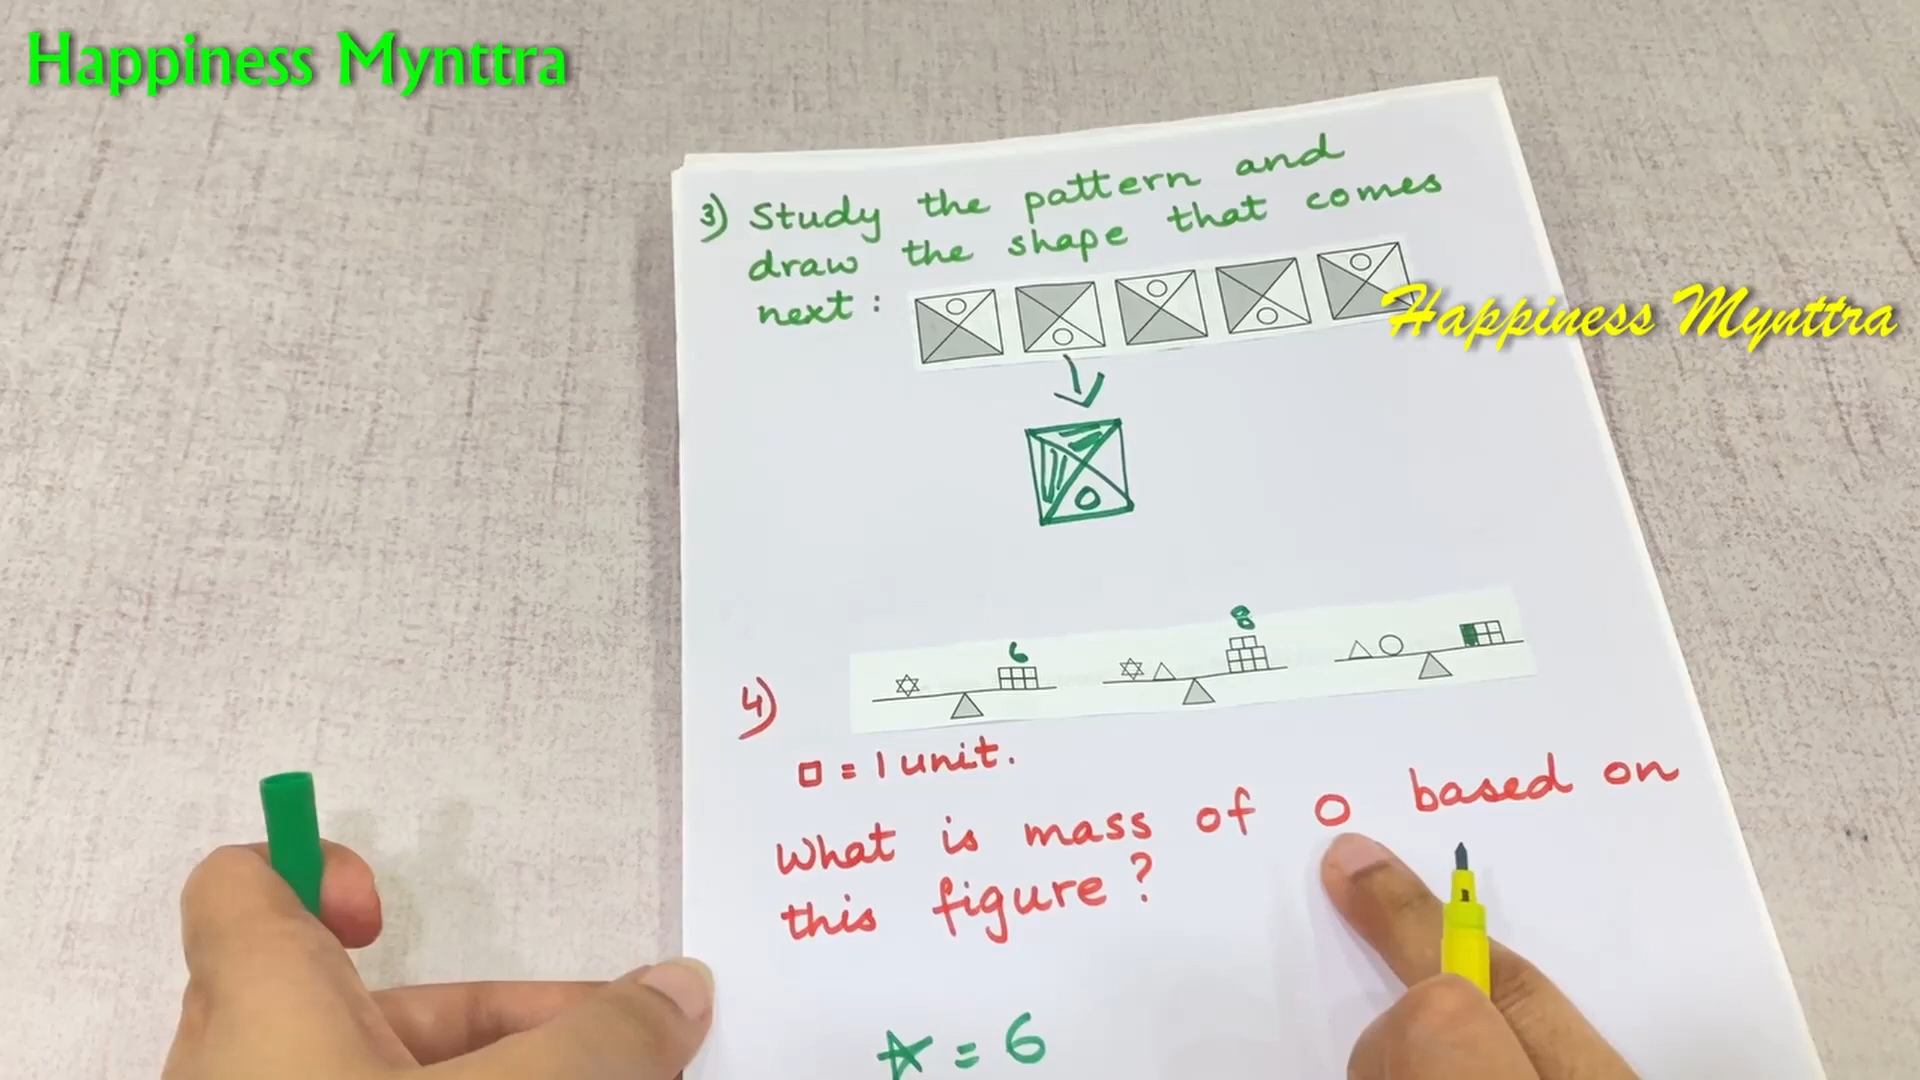 Happiness Mynttra
3) Study the pattern and
draw the shape that comes
next :
Happiness Mynttra
6
8
4)
□ = 1 unit.
What is mass of O based on
this figure?
☆ = 6